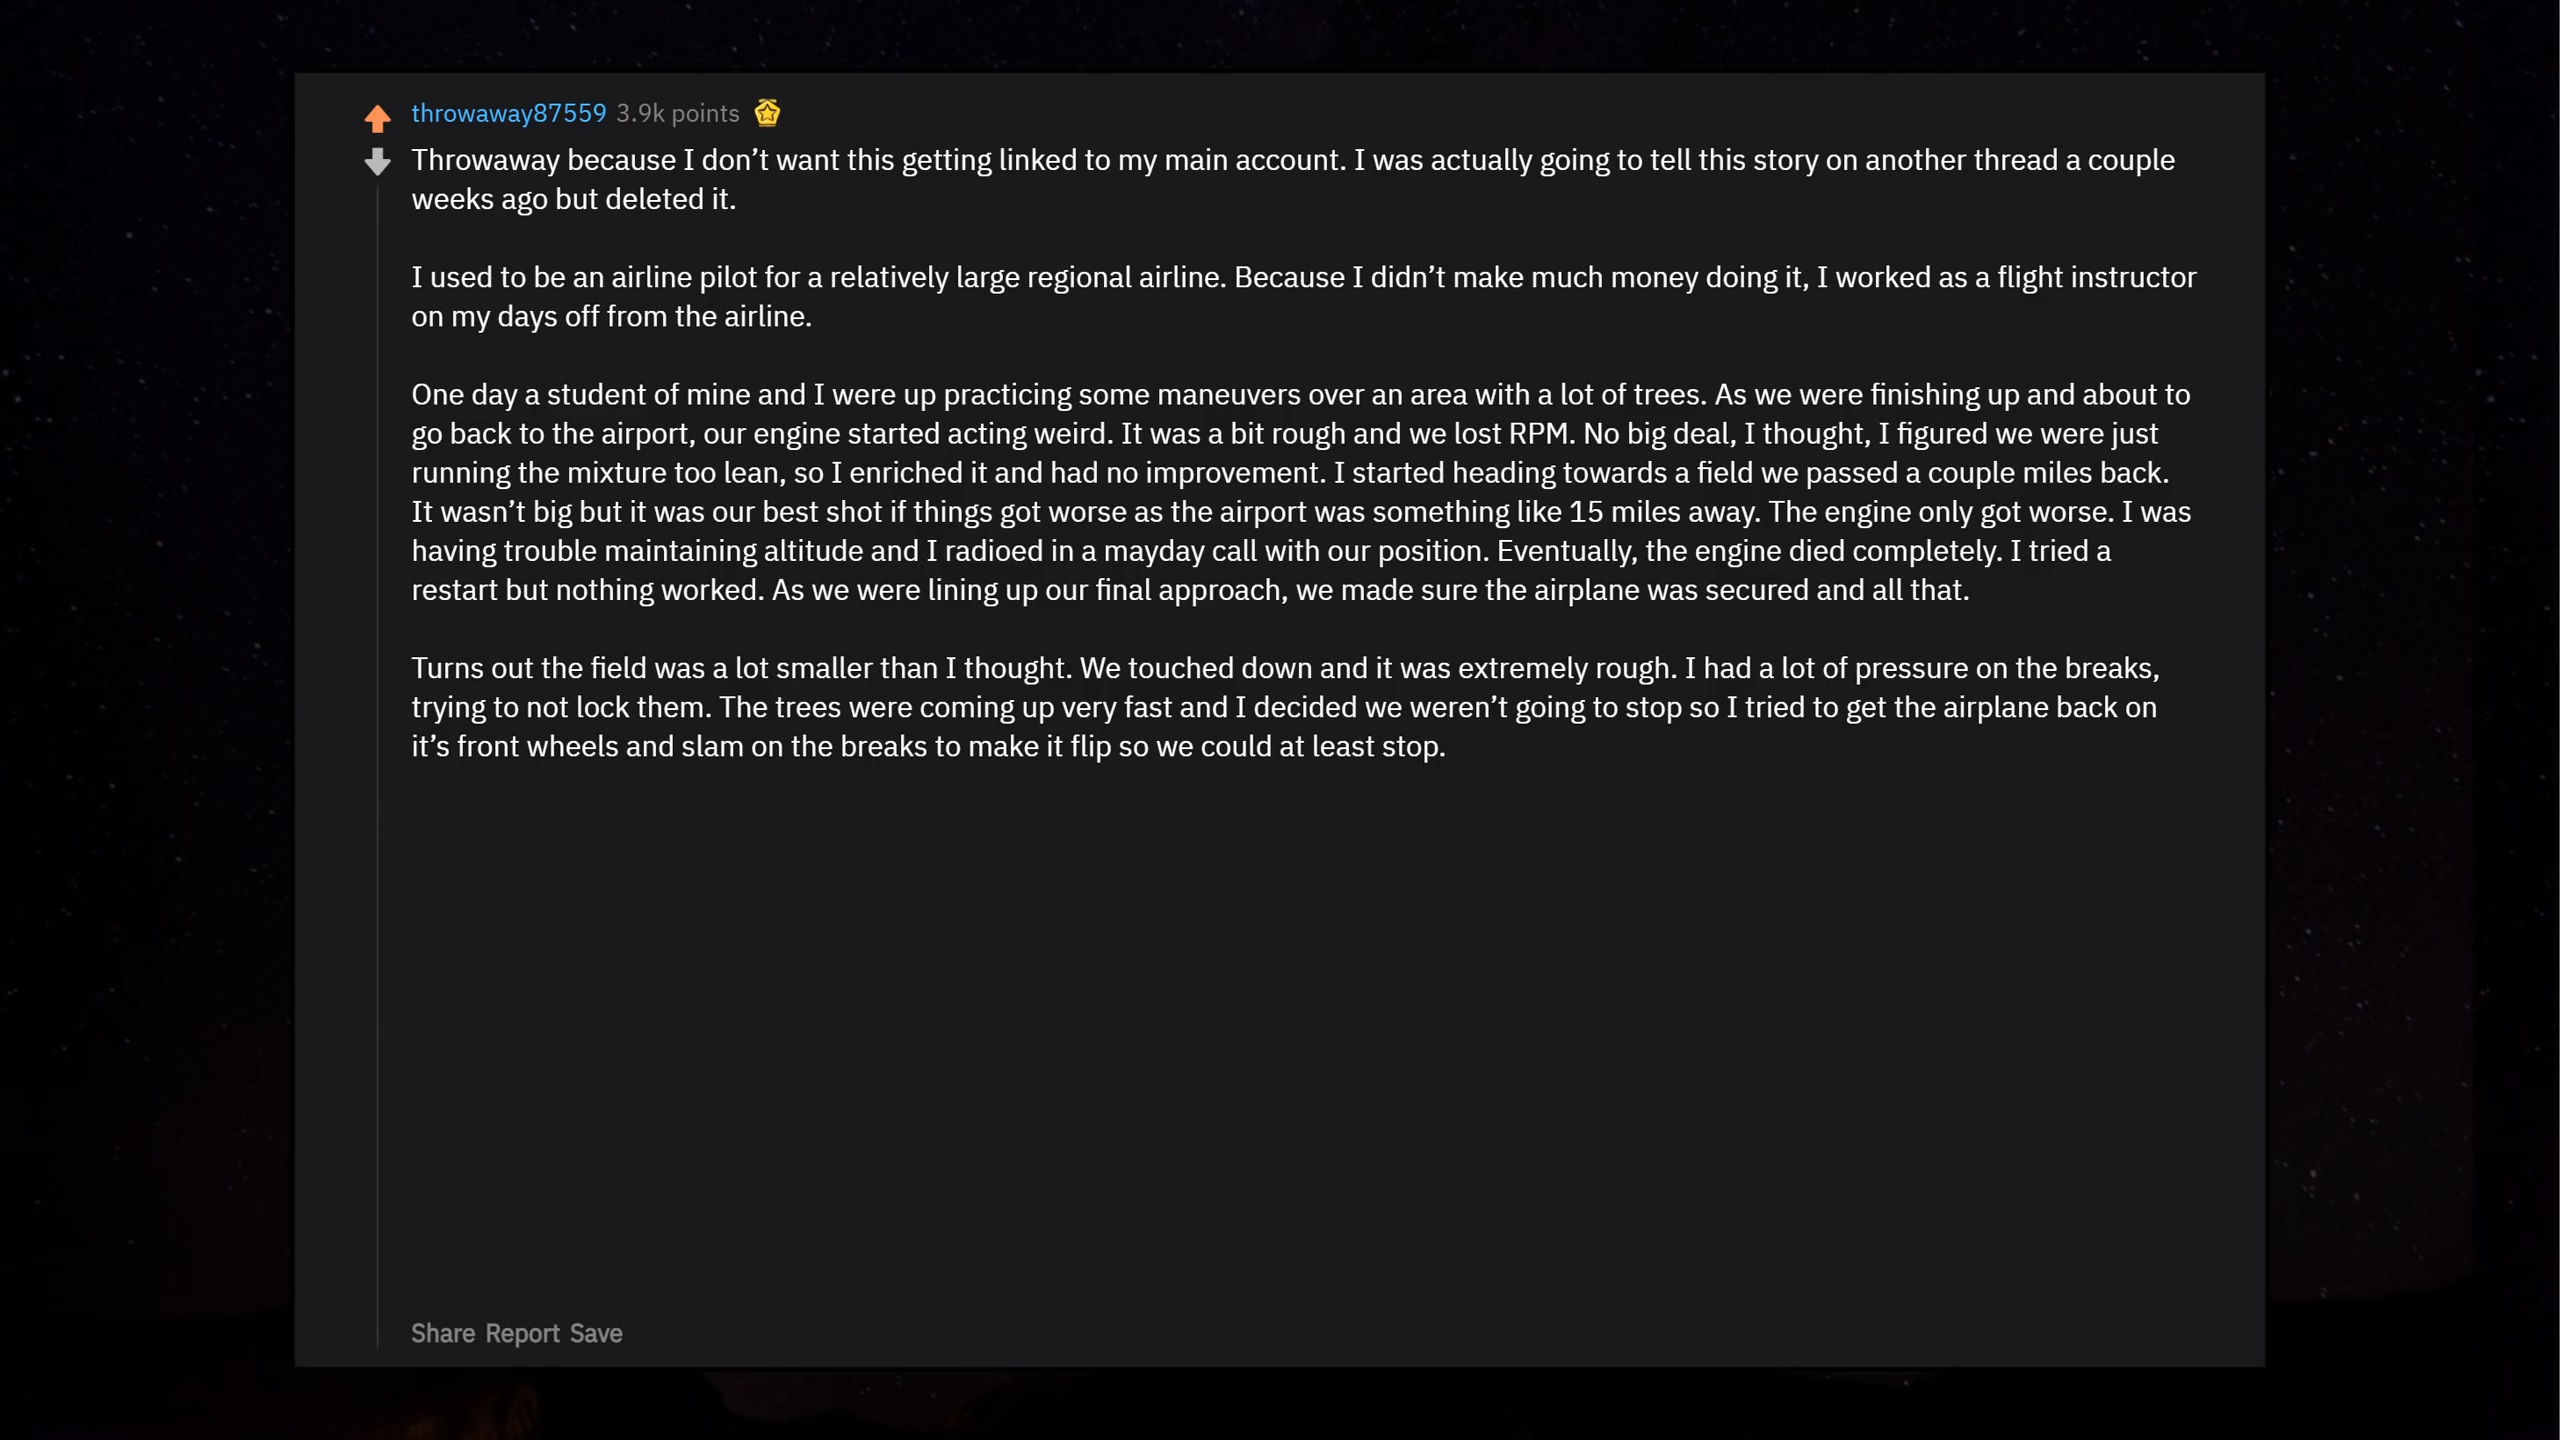 throwaway87559 3.9k points
Throwaway because I don’t want this getting linked to my main account. I was actually going to tell this story on another thread a couple
weeks ago but deleted it.
I used to be an airline pilot for a relatively large regional airline. Because I didn’t make much money doing it, I worked as a flight instructor
on my days off from the airline.
One day a student of mine and I were up practicing some maneuvers over an area with a lot of trees. As we were finishing up and about to
go back to the airport, our engine started acting weird. It was a bit rough and we lost RPM. No big deal, I thought, I figured we were just
running the mixture too lean, so I enriched it and had no improvement. I started heading towards a field we passed a couple miles back.
It wasn’t big but it was our best shot if things got worse as the airport was something like 15 miles away. The engine only got worse. I was
having trouble maintaining altitude and I radioed in a mayday call with our position. Eventually, the engine died completely. I tried a
restart but nothing worked. As we were lining up our final approach, we made sure the airplane was secured and all that.
Turns out the field was a lot smaller than I thought. We touched down and it was extremely rough. I had a lot of pressure on the breaks,
trying to not lock them. The trees were coming up very fast and I decided we weren’t going to stop so I tried to get the airplane back on
it’s front wheels and slam on the breaks to make it flip so we could at least stop.
Share Report Save